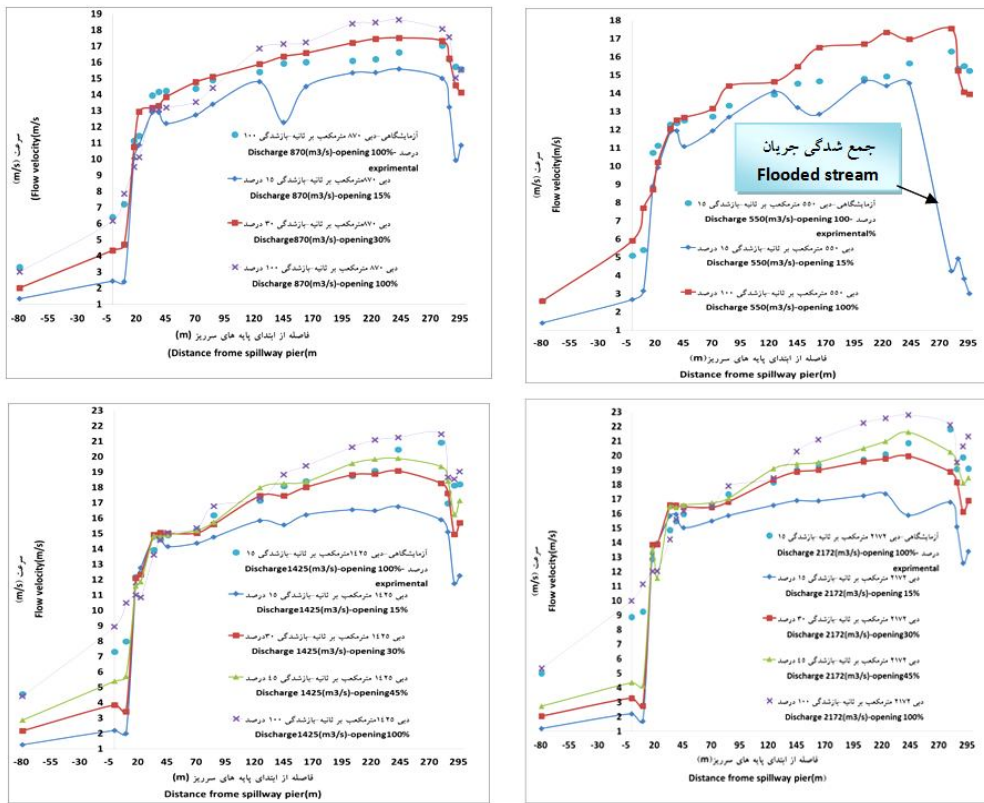 19
18
17
16
15
14
13
12
11
10
9
8
7
6
5
4
3
2
1
سرعت (m/s)
(Flow velocity(m/s
آزمایشگاهی-دبی ۸۷۰ مترمکعب بر ثانیه-بازشدگی ۱۰۰ درصد
Discharge 870(m3/s)-opening 100%-
exprimental
دبی ۸۷۰مترمکعب بر ثانیه-بازشدگی ۱۵ درصد
Discharge 870(m3/s)-opening 15%
دبی ۸۷۰مترمکعب بر ثانیه-بازشدگی ۳۰ درصد
Discharge870(m3/s)-opening30%
دبی ۸۷۰ مترمکعب بر ثانیه-بازشدگی ۱۰۰ درصد
Discharge 870(m3/s)-opening 100%
-80 -55 -30 -5 20 45 70 95 120 145 170 195 220 245 270 295
فاصله از ابتدای پایه های سرریز (m)
(Distance frome spillway pier(m
18
17
16
15
14
13
12
11
10
9
8
7
6
5
4
3
2
1
سرعت (m/s)
Flow velocity(m/s)
جمع شدگی جریان
Flooded stream
آزمایشگاهی-دبی ۵۵۰ مترمکعب بر ثانیه-بازشدگی ۱۵ درصد
Discharge 550(m3/s)-opening 100-
exprimental%
دبی ۵۵۰ مترمکعب بر ثانیه-بازشدگی ۱۵ درصد
Discharge 550(m3/s)-opening 15%
دبی ۵۵۰ مترمکعب بر ثانیه-بازشدگی ۱۰۰ درصد
Discharge 550(m3/s)-opening 100%
-80 -55 -30 -5 20 45 70 95 120 145 170 195 220 245 270 295
فاصله از ابتدای پایه های سرریز(m)
Distance frome spillway pier(m)
23
22
21
20
19
18
17
16
15
14
13
12
11
10
9
8
7
6
5
4
3
2
1
سرعت (m/s)
Flow velocity(m/s)
آزمایشگاهی-دبی ۱۴۲۵مترمکعب بر ثانیه-بازشدگی ۱۵ درصد
Discharge1425(m3/s)-opening 100%-
exprimental
دبی ۱۴۲۵ مترمکعب بر ثانیه-بازشدگی ۱۵ درصد
Discharge 1425(m3/s)-opening 15%
دبی ۱۴۲۵ مترمکعب بر ثانیه-بازشدگی ۳۰درصد
Discharge 1425(m3/s)-opening 30%
دبی ۱۴۲۵ مترمکعب بر ثانیه-بازشدگی ۴۵ درصد
Discharge 1425(m3/s)-opening45%
دبی ۱۴۲۵مترمکعب بر ثانیه-بازشدگی ۱۰۰ درصد
Discharge1425(m3/s)-opening100%
-80 -55 -30 -5 20 45 70 95 120 145 170 195 220 245 270 295
فاصله از ابتدای پایه های سرریز (m)
Distance frome spillway pier(m)
23
22
21
20
19
18
17
16
15
14
13
12
11
10
9
8
7
6
5
4
3
2
1
سرعت (m/s)
Flow velocity(m/s)
آزمایشگاهی-دبی ۲۱۷۲ مترمکعب بر ثانیه-بازشدگی ۱۵ درصد
Discharge 2172(m3/s)-opening 100%-
exprimental
دبی ۲۱۷۲ مترمکعب بر ثانیه-بازشدگی ۱۵ درصد
Discharge 2172(m3/s)-opening 15%
دبی ۲۱۷۲ مترمکعب بر ثانیه-بازشدگی ۳۰ درصد
Discharge 2172(m3/s)-opening30%
دبی ۲۱۷۲ مترمکعب بر ثانیه-بازشدگی ۴۵ درصد
Discharge 2172(m3/s)-opening45%
دبی ۲۱۷۲ مترمکعب بر ثانیه-بازشدگی ۱۰۰ درصد
Discharge 2172(m3/s)-opening 100%
-80 -55 -30 -5 20 45 70 95 120 145 170 195 220 245 270 295
فاصله از ابتدای پایه های سرریز(m)
Distance frome spillway pier(m)